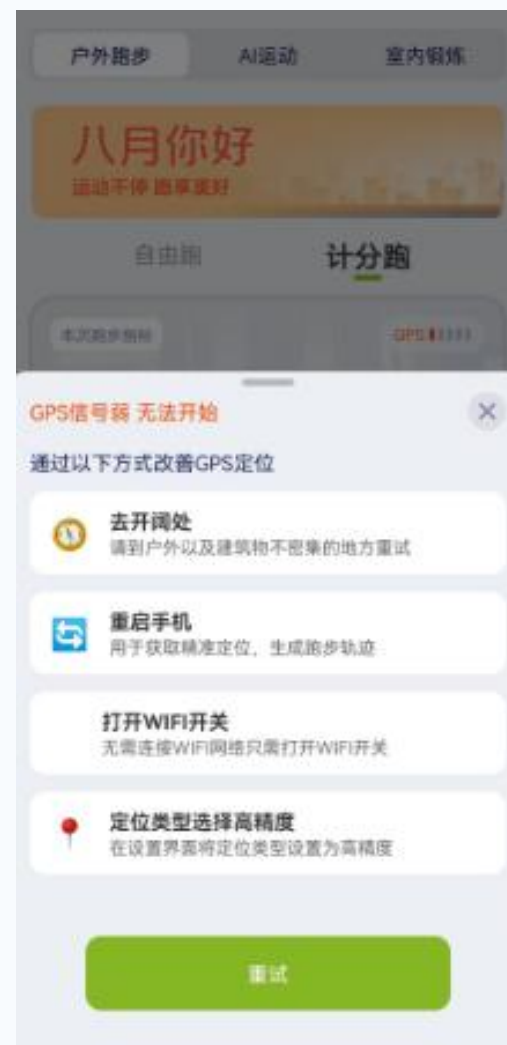 户外跑步
AI运动
室内锻炼
八月你好
运动不停 跑享美好
自由跑
计分跑
本次跑步指标
GPS
GPS信号弱 无法开始
通过以下方式改善GPS定位
去开阔处
请到户外以及建筑物不密集的地方重试
重启手机
用于获取精准定位，生成跑步轨迹
打开WIFI开关
无需连接WIFI网络只需打开WIFI开关
定位类型选择高精度
在设置界面将定位类型设置为高精度
重试